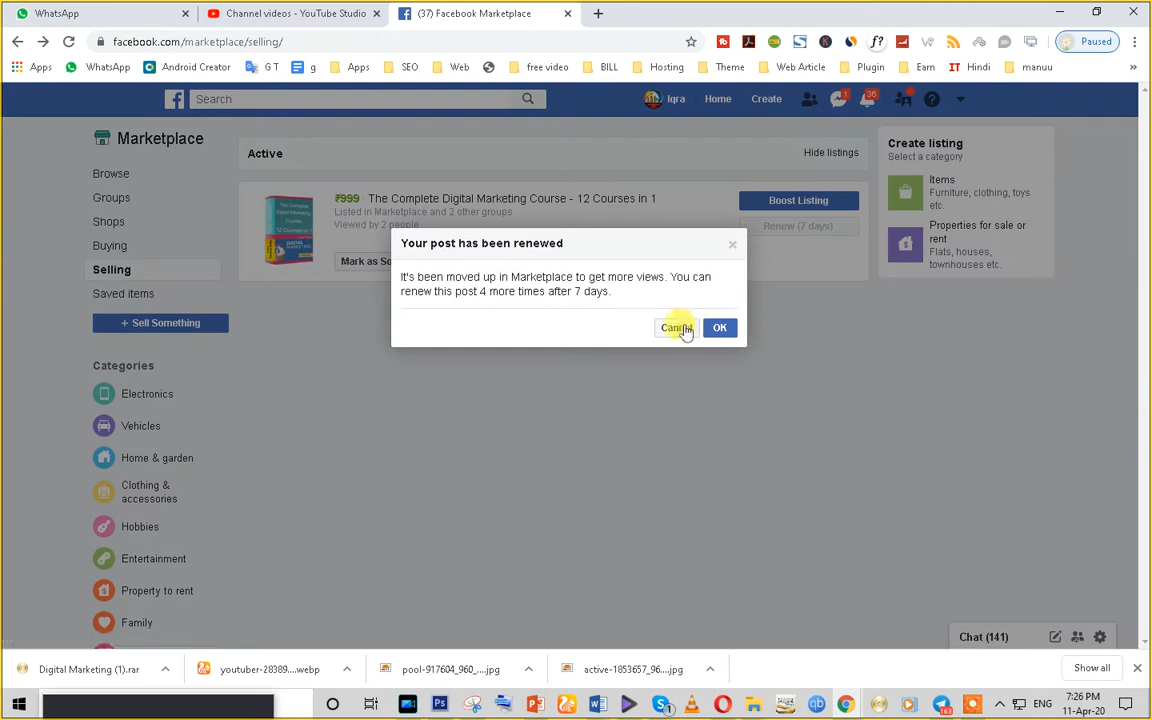 WhatsApp
Channel videos - YouTube Studio
(37) Facebook Marketplace
facebook.com/marketplace/selling/
Paused
Apps
WhatsApp
Android Creator
G T
g
Apps
SEO
Web
free video
BILL
Hosting
Theme
Web Article
Plugin
Earn
IT Hindi
manuu
Search
Iqra
Home
Create
1
36
Marketplace
Browse
Groups
Shops
Buying
Selling
Saved items
+ Sell Something
Categories
Electronics
Vehicles
Home & garden
Clothing &
accessories
Hobbies
Entertainment
Property to rent
Family
Active
Hide listings
₹999 The Complete Digital Marketing Course - 12 Courses in 1
Listed in Marketplace and 2 other groups
Viewed by 2 people
Boost Listing
Renew (7 days)
Mark as So
Your post has been renewed
It's been moved up in Marketplace to get more views. You can
renew this post 4 more times after 7 days.
Cancel
OK
Create listing
Select a category
Items
Furniture, clothing, toys
etc.
Properties for sale or
rent
Flats, houses,
townhouses etc.
Chat (141)
Digital Marketing (1).rar
youtuber-28389....webp
pool-917604_960_....jpg
active-1853657_96....jpg
Show all
ENG
7:26 PM
11-Apr-20